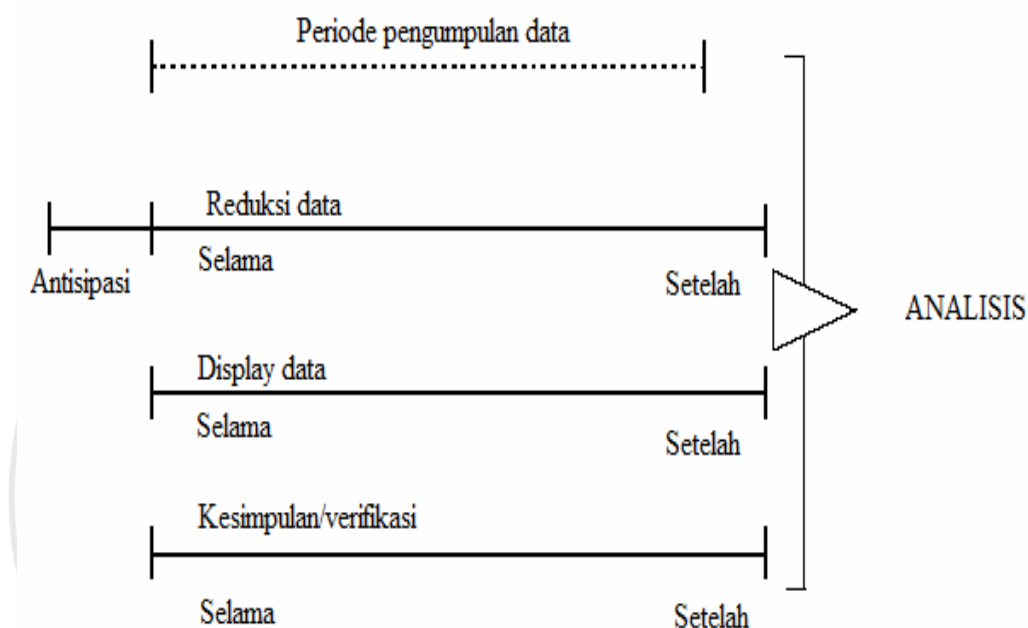 Periode pengumpulan data
Reduksi data
Selama
Antisipasi
Setelah
ANALISIS
Display data
Selama
Setelah
Kesimpulan/verifikasi
Selama
Setelah